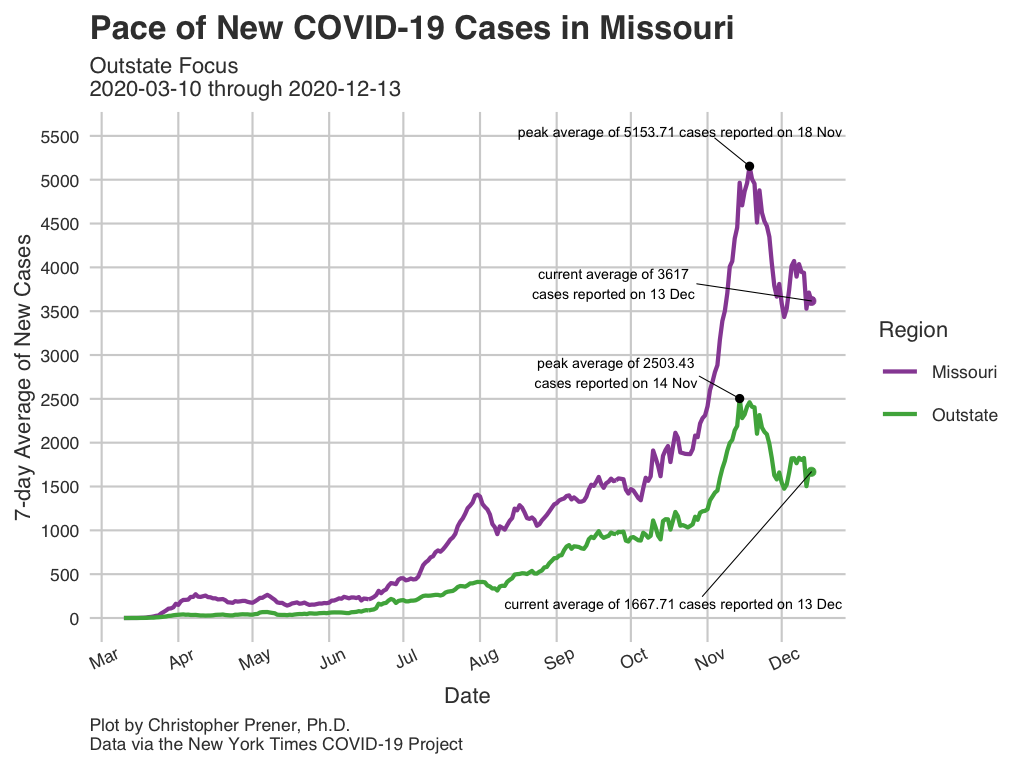 Pace of New COVID-19 Cases in Missouri
Outstate Focus
2020-03-10 through 2020-12-13
7-day Average of New Cases
5500
5000
4500
4000
3500
3000
2500
2000
1500
1000
500
0
peak average of 5153.71 cases reported on 18 Nov
current average of 3617
cases reported on 13 Dec
peak average of 2503.43
cases reported on 14 Nov
current average of 1667.71 cases reported on 13 Dec
Region
Missouri
Outstate
Mar Apr May Jun Jul Aug Sep Oct Nov Dec
Date
Plot by Christopher Prener, Ph.D.
Data via the New York Times COVID-19 Project